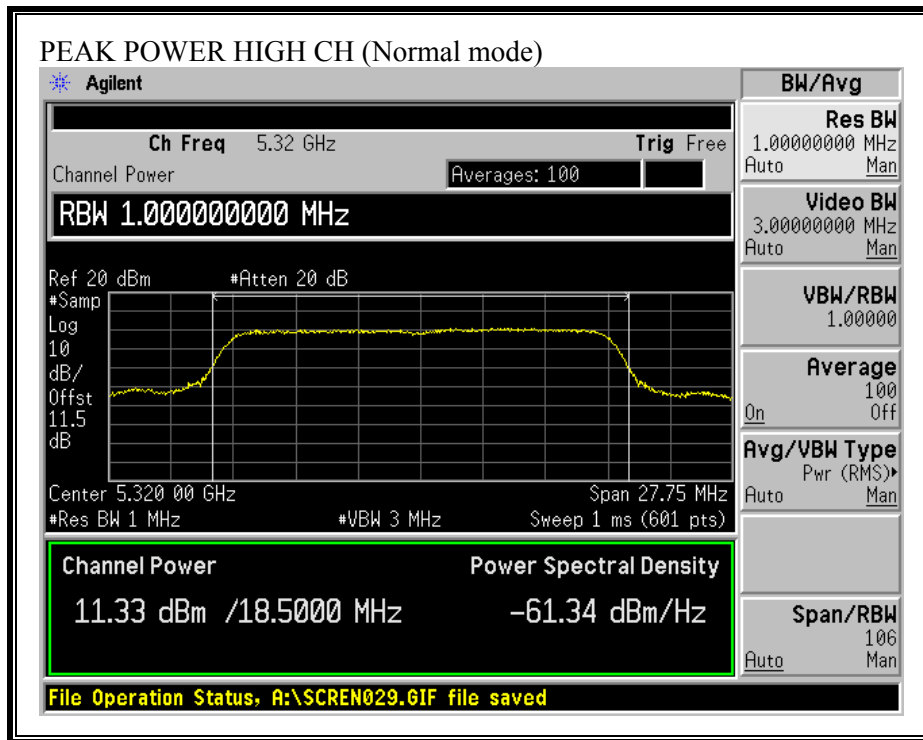 PEAK POWER HIGH CH (Normal mode)
Agilent
BW/Avg
Ch Freq 5.32 GHz Trig Free
Channel Power Averages: 100
RBW 1.000000000 MHz
Ref 20 dBm #Atten 20 dB
#Samp
Log
10
dB/
Offst
11.5
dB
Center 5.320 00 GHz Span 27.75 MHz
#Res BW 1 MHz #VBW 3 MHz Sweep 1 ms (601 pts)
Channel Power Power Spectral Density
11.33 dBm /18.5000 MHz -61.34 dBm/Hz
File Operation Status, A:\SCREN029.GIF file saved
Res BW
1.00000000 MHz
Auto Man
Video BW
3.00000000 MHz
Auto Man
VBW/RBW
1.00000
Average
100
On Off
Avg/VBW Type
Pwr (RMS)
Auto Man
Span/RBW
106
Auto Man